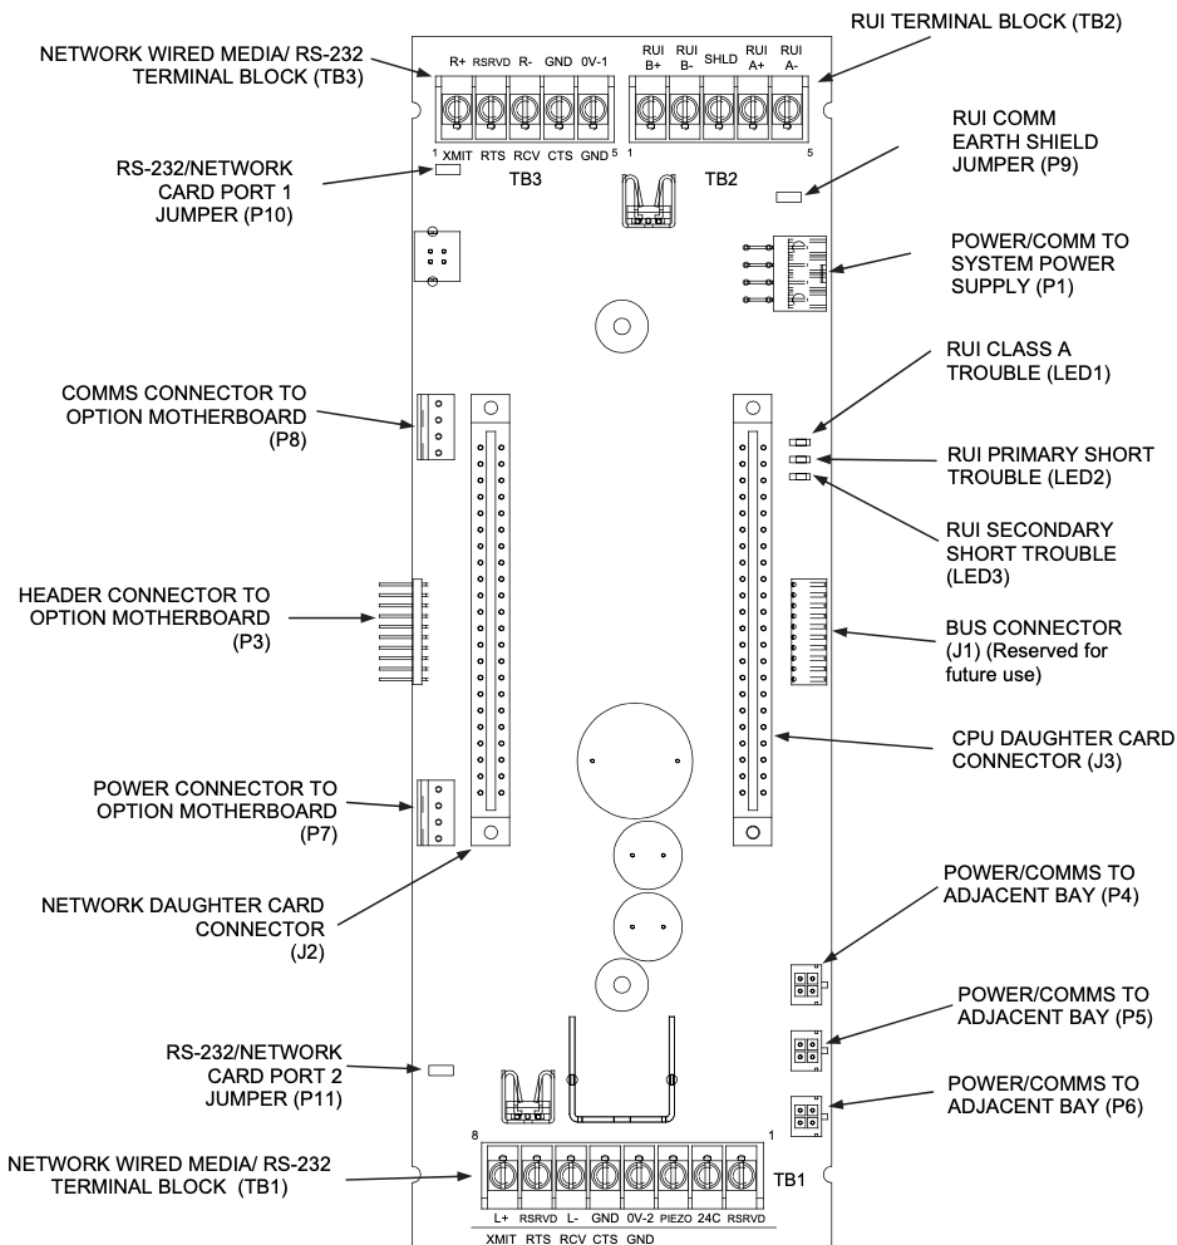 RUI TERMINAL BLOCK (TB2)
NETWORK WIRED MEDIA/ RS-232
TERMINAL BLOCK (TB3)
R+ RSRVD R- GND 0V-1
RUI B+ RUI B- SHLD RUI A+ RUI A-
1 XMIT RTS RCV CTS GND 5
1 5
TB3
TB2
RUI COMM
EARTH SHIELD
JUMPER (P9)
RS-232/NETWORK
CARD PORT 1
JUMPER (P10)
POWER/COMM TO
SYSTEM POWER
SUPPLY (P1)
RUI CLASS A
TROUBLE (LED1)
COMMS CONNECTOR TO
OPTION MOTHERBOARD
(P8)
RUI PRIMARY SHORT
TROUBLE (LED2)
RUI SECONDARY
SHORT TROUBLE
(LED3)
HEADER CONNECTOR TO
OPTION MOTHERBOARD
(P3)
BUS CONNECTOR
(J1) (Reserved for
future use)
CPU DAUGHTER CARD
CONNECTOR (J3)
POWER CONNECTOR TO
OPTION MOTHERBOARD
(P7)
POWER/COMMS TO
ADJACENT BAY (P4)
NETWORK DAUGHTER CARD
CONNECTOR
(J2)
POWER/COMMS TO
ADJACENT BAY (P5)
RS-232/NETWORK
CARD PORT 2
JUMPER (P11)
POWER/COMMS TO
ADJACENT BAY (P6)
8 1
NETWORK WIRED MEDIA/ RS-232
TERMINAL BLOCK (TB1)
TB1
L+ RSRVD L- GND 0V-2 PIEZO 24C RSRVD
XMIT RTS RCV CTS GND